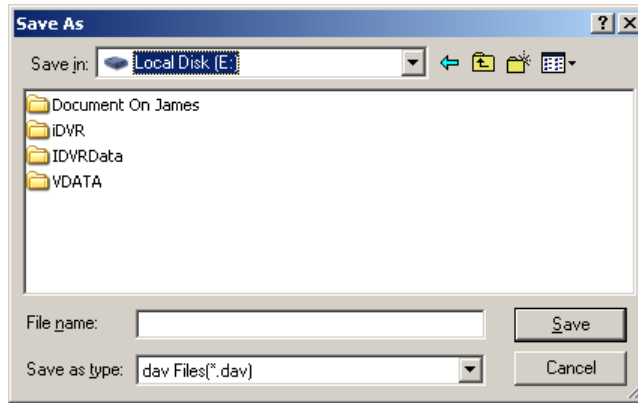 Save As
Save in: Local Disk (E:)
Document On James
iDVR
IDVRData
VDATA
File name:
Save
Save as type: dav Files(*.dav)
Cancel